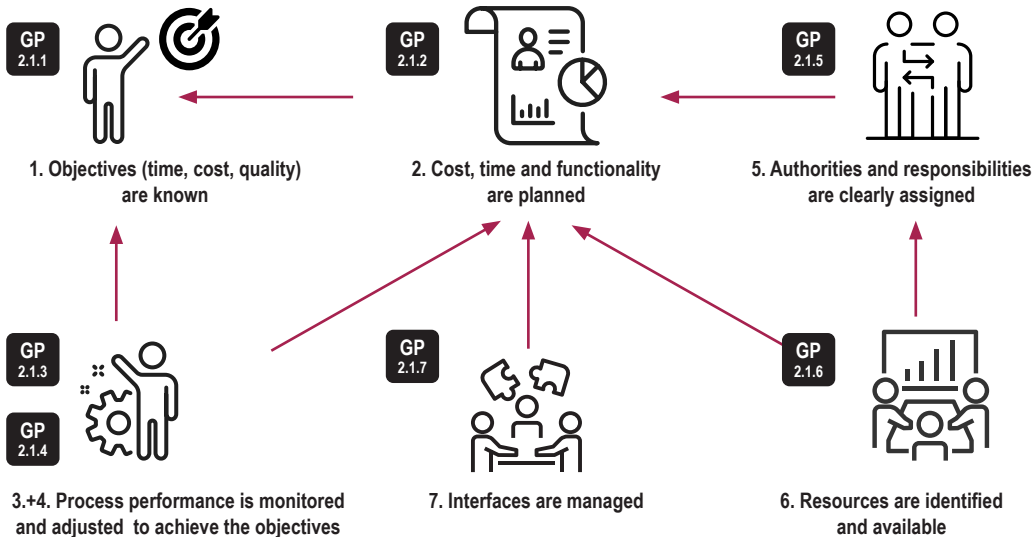 GP
2.1.1
GP
2.1.2
GP
2.1.5
1. Objectives (time, cost, quality)
are known
2. Cost, time and functionality
are planned
5. Authorities and responsibilities
are clearly assigned
GP
2.1.3
GP
2.1.4
GP
2.1.7
GP
2.1.6
3.+4. Process performance is monitored
and adjusted to achieve the objectives
7. Interfaces are managed
6. Resources are identified
and available